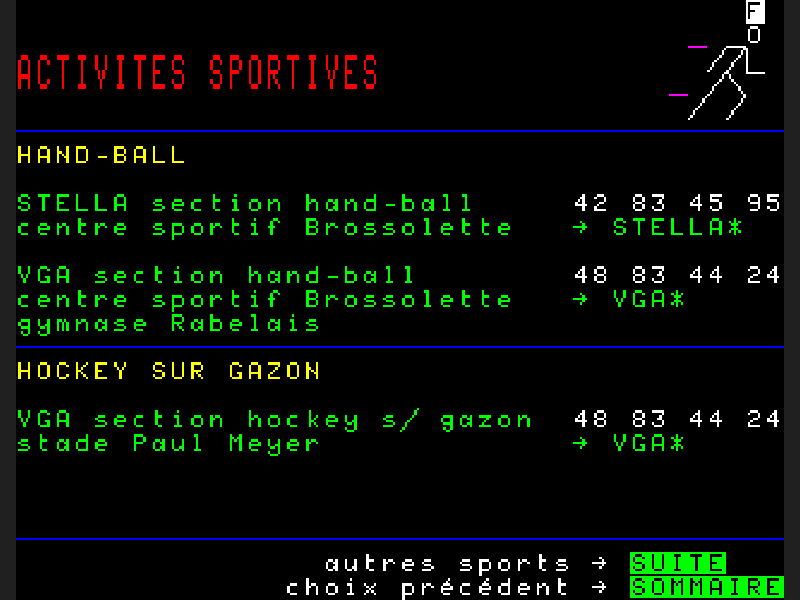 F
ACTIVITES SPORTIVES
HAND-BALL
STELLA section hand-ball 42 83 45 95
centre sportif Brossolette → STELLA*
VGA section hand-ball 48 83 44 24
centre sportif Brossolette → VGA*
gymnase Rabelais
HOCKEY SUR GAZON
VGA section hockey s/ gazon 48 83 44 24
stade Paul Meyer → VGA*
autres sports → SUITE
choix précédent → SOMMAIRE